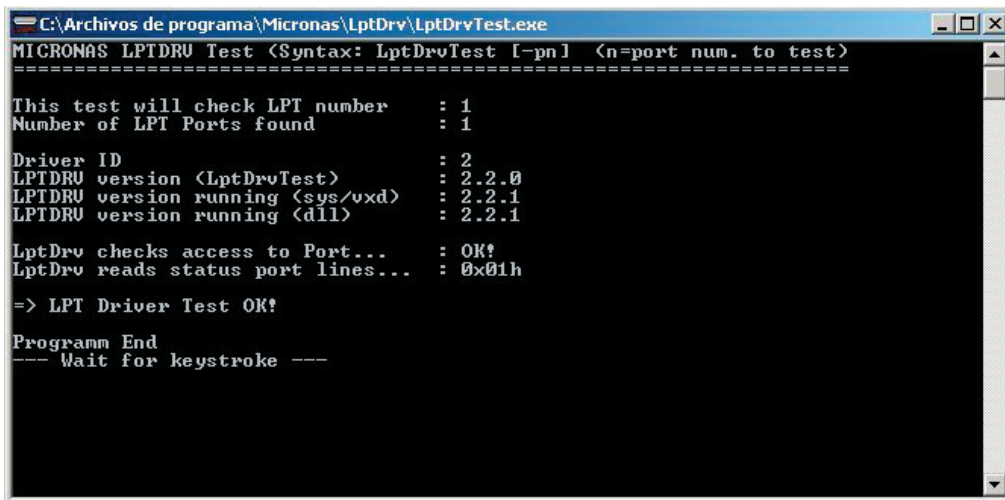 C:\Archivos de programa\Micronas\LptDrv\LptDrvTest.exe
MICRONAS LPTDRV Test (Syntax: LptDrvTest [-pn]  (n=port num. to test)
=====================================================================
This test will check LPT number    : 1
Number of LPT Ports found          : 1
Driver ID                          : 2
LPTDRV version (LptDrvTest)        : 2.2.0
LPTDRV version running (sys/vxd)   : 2.2.1
LPTDRV version running (dll)       : 2.2.1
LptDrv checks access to Port...    : OK!
LptDrv reads status port lines...  : 0x01h
=> LPT Driver Test OK!
Programm End
--- Wait for keystroke ---